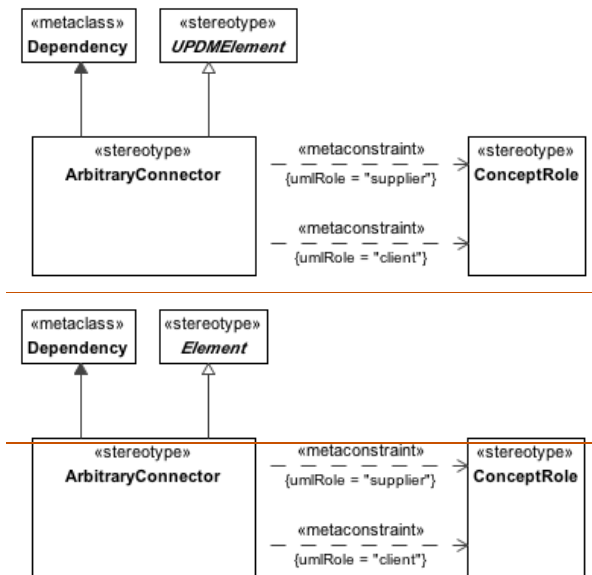 «metaclass»
Dependency
«stereotype»
UPDMElement
«stereotype»
ArbitraryConnector
«metaconstraint»
{umlRole = "supplier"}
«metaconstraint»
{umlRole = "client"}
«stereotype»
ConceptRole
«metaclass»
Dependency
«stereotype»
Element
«stereotype»
ArbitraryConnector
«metaconstraint»
{umlRole = "supplier"}
«metaconstraint»
{umlRole = "client"}
«stereotype»
ConceptRole